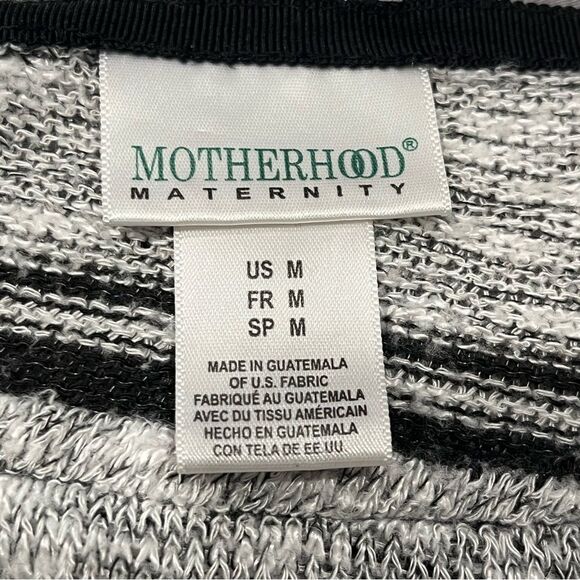 MOTHERHOOD®
MATERNITY
US M
FR M
SP M
MADE IN GUATEMALA
OF U.S. FABRIC
FABRIQUÉ AU GUATEMALA
AVEC DU TISSU AMÉRICAIN
HECHO EN GUATEMALA
CON TELA DE EE.UU.